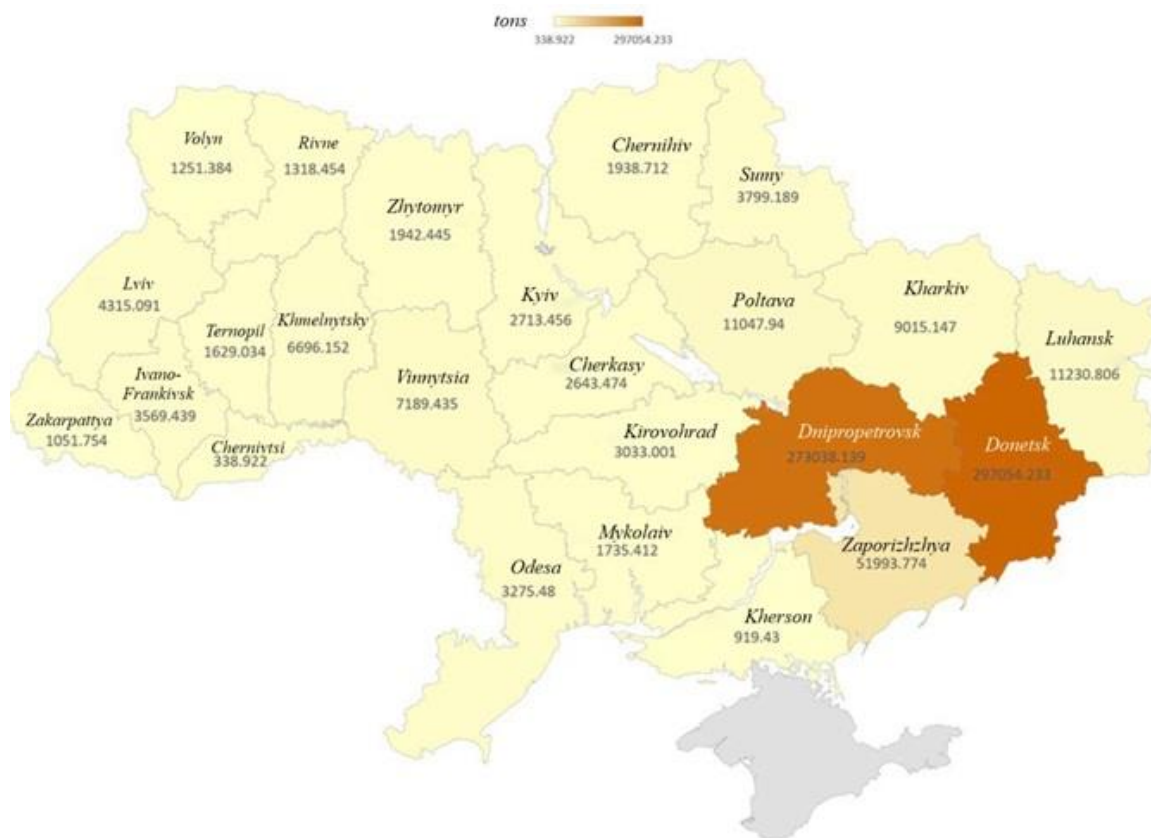 tons
338.922 297054.233
Volyn
1251.384
Rivne
1318.454
Zhytomyr
1942.445
Chernihiv
1938.712
Sumy
3799.189
Lviv
4315.091
Ternopil
1629.034
Khmelnytsky
6696.152
Kyiv
2713.456
Poltava
11047.94
Kharkiv
9015.147
Luhansk
11230.806
Ivano-
Frankivsk
3569.439
Zakarpattya
1051.754
Chernivtsi
338.922
Vinnytsia
7189.435
Cherkasy
2643.474
Kirovohrad
3033.001
Dnipropetrovsk
273038.139
Donetsk
297054.233
Mykolaiv
1735.412
Odesa
3275.48
Zaporizhzhya
51993.774
Kherson
919.43